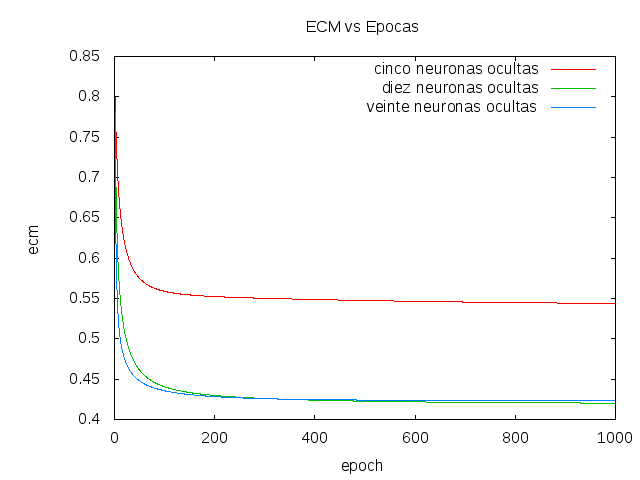 ECM vs Epocas
0.85
cinco neuronas ocultas
0.8
diez neuronas ocultas
veinte neuronas ocultas
0.75
0.7
0.65
ecm
0.6
0.55
0.5
0.45
0.4
0 200 400 600 800 1000
epoch